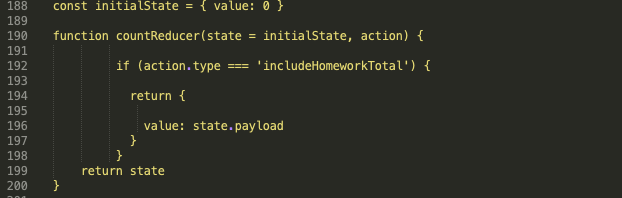 188 const initialState = { value: 0 }
189
190 function countReducer(state = initialState, action) {
191
192 if (action.type === 'includeHomeworkTotal') {
193
194 return {
195
196 value: state.payload
197 }
198 }
199 return state
200 }